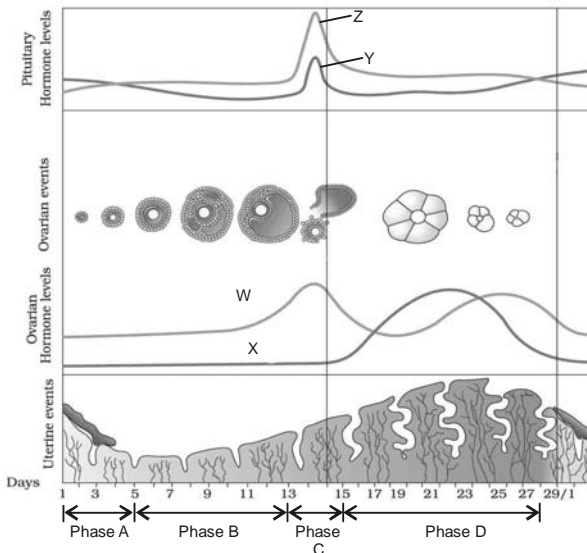 Pituitary
Hormone levels
Z
Y
Ovarian events
Ovarian
Hormone levels
W
X
Uterine events
Days
1 3 5 7 9 11 13 15 17 19 21 23 25 27 29/1
Phase A
Phase B
Phase
C
Phase D